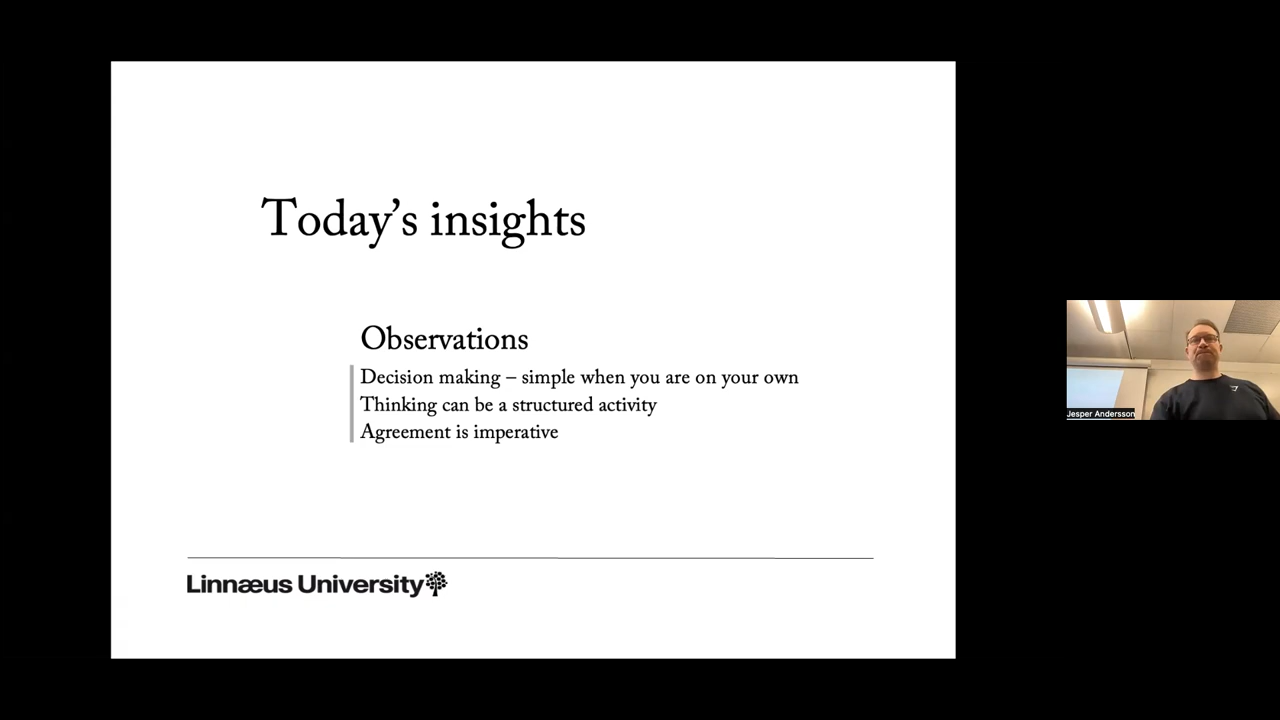 Today's insights
Observations
Decision making – simple when you are on your own
Thinking can be a structured activity
Agreement is imperative
Linnæus University
Jesper Andersson